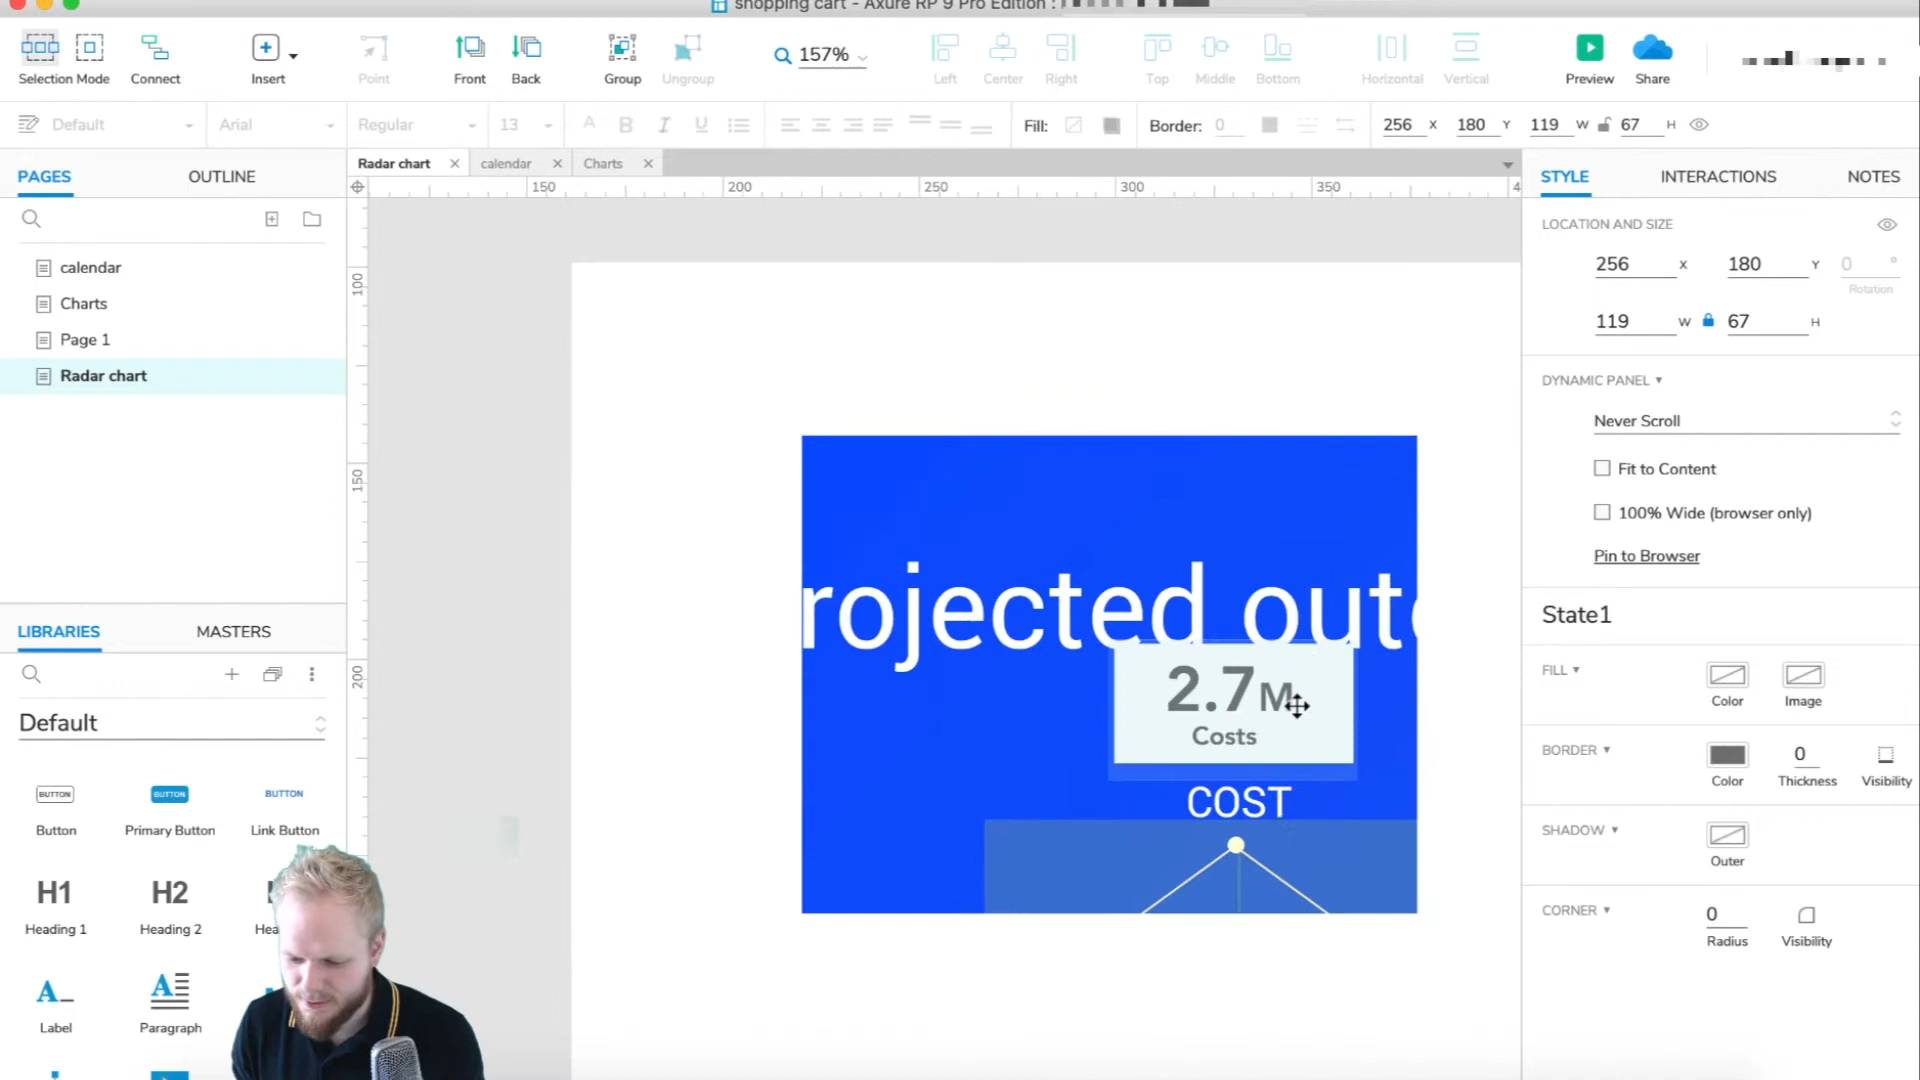 shopping cart - Axure RP 9 Pro Edition :
Selection Mode
Connect
Insert
Point
Front
Back
157%
Group
Ungroup
Left
Center
Right
Top
Middle
Bottom
Horizontal
Vertical
Preview
Share
Default
Arial
Regular
13
Fill:
Border: 0
256 X 180 Y 119 W 67 H
PAGES
OUTLINE
Radar chart
calendar
Charts
150 200 250 300 350 4
STYLE
INTERACTIONS
NOTES
calendar
Charts
Page 1
Radar chart
100
150
200
LOCATION AND SIZE
256 X 180 Y 0 °
Rotation
119 W 67 H
DYNAMIC PANEL
Never Scroll
Fit to Content
100% Wide (browser only)
Pin to Browser
State1
FILL
Color
Image
BORDER
0
Color
Thickness
Visibility
SHADOW
Outer
CORNER
0
Radius
Visibility
rojected out
2.7 M
Costs
COST
LIBRARIES
MASTERS
Default
BUTTON
BUTTON
BUTTON
Button
Primary Button
Link Button
H1
H2
Heading 1
Heading 2
Hea
A
A
Label
Paragraph